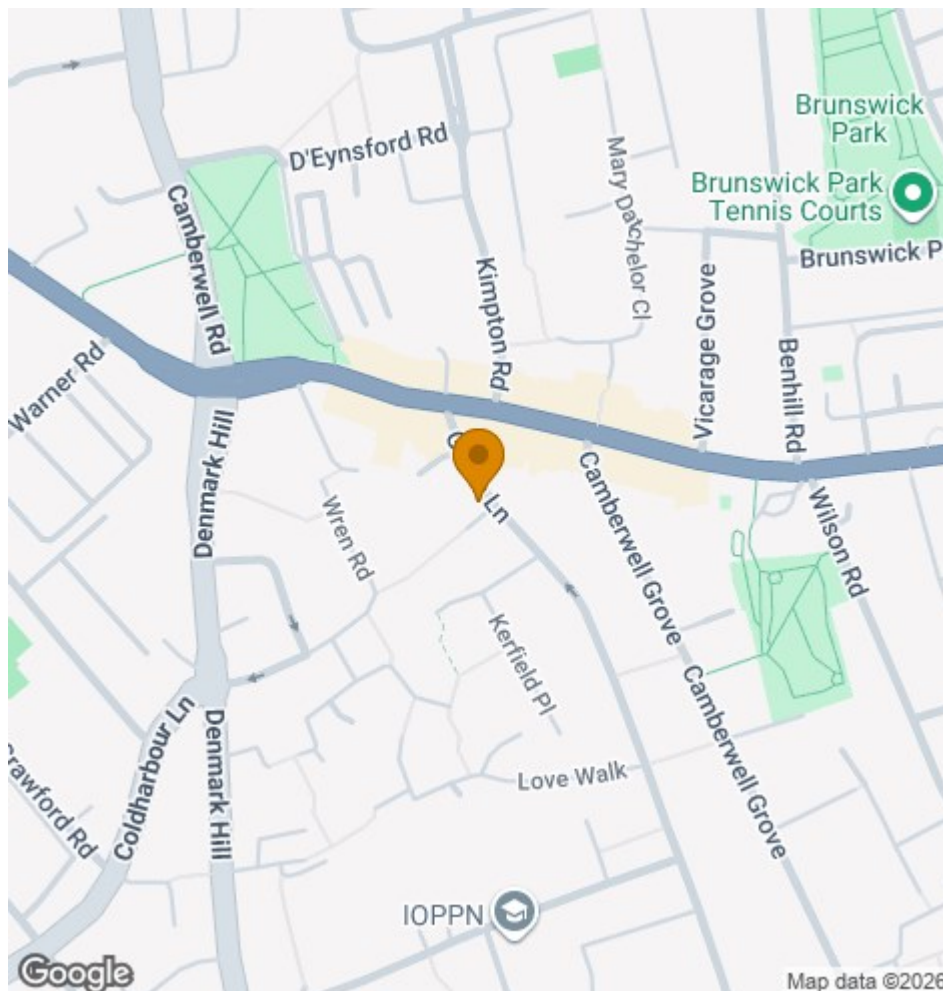 Brunswick
Park
D'Eynsford Rd
Brunswick Park
Tennis Courts
Mary Datchelor Cl
Camberwell Rd
Brunswick P
Kimpton Rd
Vicarage Grove
Benhill Rd
Warner Rd
Denmark Hill
Ln
Camberwell Grove
Wilson Rd
Wren Rd
Kerfield Pl
Camberwell Grove
Coldharbour Ln
Denmark Hill
Love Walk
Crawford Rd
IOPPN
Google
Map data ©2026